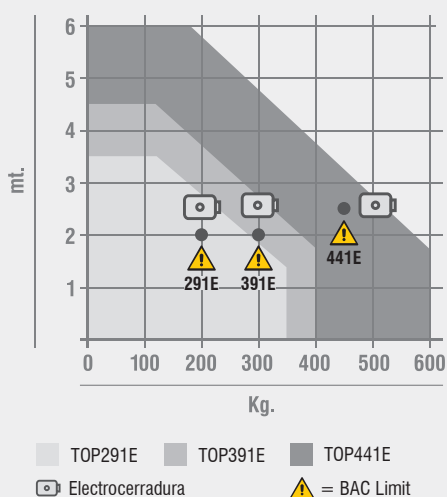 6
5
4
3
2
1
mt.
291E
391E
441E
0 100 200 300 400 500 600
Kg.
TOP291E TOP391E TOP441E
Electrocerradura = BAC Limit